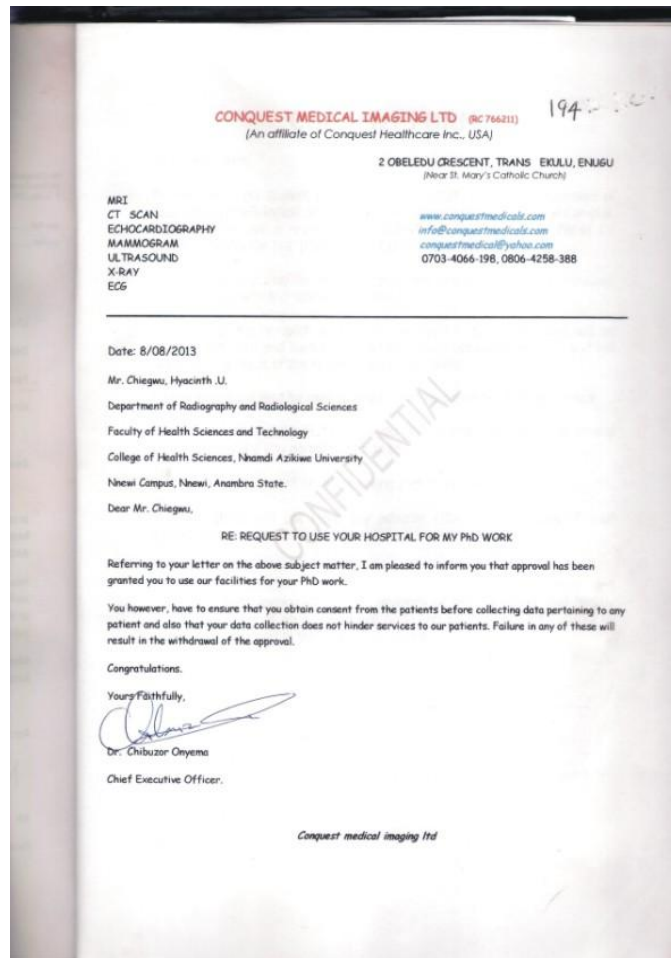 CONQUEST MEDICAL IMAGING LTD (RC 766211)
194
(An affiliate of Conquest Healthcare Inc., USA)
2 OBELEDU CRESCENT, TRANS EKULU, ENUGU
(Near St. Mary's Catholic Church)
MRI
CT SCAN
ECHOCARDIOGRAPHY
MAMMOGRAM
ULTRASOUND
X-RAY
ECG
www.conquestmedicals.com
info@conquestmedicals.com
conquestmedical@yahoo.com
0703-4066-198, 0806-4258-388
Date: 8/08/2013
Mr. Chiegwu, Hyacinth .U.
Department of Radiography and Radiological Sciences
Faculty of Health Sciences and Technology
College of Health Sciences, Nnamdi Azikiwe University
Nnewi Campus, Nnewi, Anambra State.
Dear Mr. Chiegwu,
CONFIDENTIAL
RE: REQUEST TO USE YOUR HOSPITAL FOR MY PhD WORK
Referring to your letter on the above subject matter, I am pleased to inform you that approval has been
granted you to use our facilities for your PhD work.
You however, have to ensure that you obtain consent from the patients before collecting data pertaining to any
patient and also that your data collection does not hinder services to our patients. Failure in any of these will
result in the withdrawal of the approval.
Congratulations.
Yours Faithfully,
Dr. Chibuzor Onyema
Chief Executive Officer.
Conquest medical imaging ltd